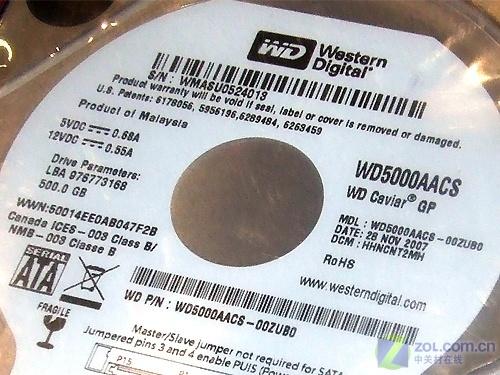 WD Western
Digital
S/N: WMASU0524013
Product warranty will be void if seal, label or cover is removed or damaged.
U.S. Patents: 6178056, 5956196, 6289484, 6263459
Product of Malaysia
5VDC 0.68A
12VDC 0.55A
Drive Parameters:
LBA 976773168
500.0 GB
WWN:50014EE0AB047F2B
Canada ICES-003 Class B/
NMB-003 Classe B
WD5000AACS
WD Caviar® GP
MDL: WD5000AACS-00ZUB0
DATE: 28 NOV 2007
DCM: HHNCNT2MH
RoHS
www.westerndigital.com
SERIAL
ATA
FRAGILE
WD P/N: WD5000AACS-00ZUB0
Master/Slave jumper not required for SATA
Jumpered pins 3 and 4 enable PUIS (Pow
P15
P1
Z zol.com.cn
中关村在线